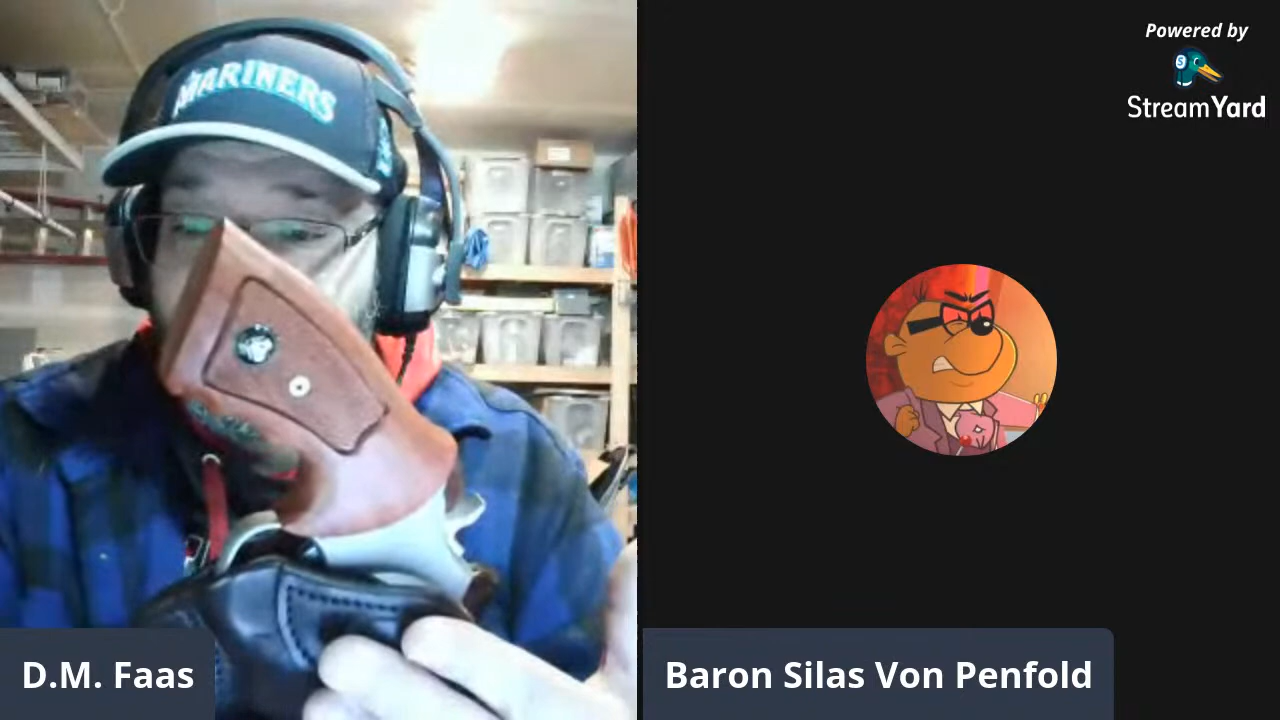 MARINERS
Powered by
StreamYard
D.M. Faas
Baron Silas Von Penfold